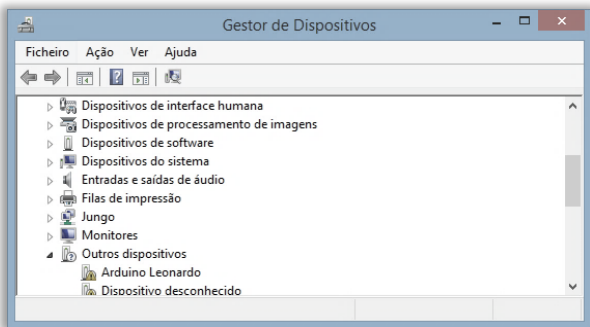 Gestor de Dispositivos
Ficheiro Ação Ver Ajuda
Dispositivos de interface humana
Dispositivos de processamento de imagens
Dispositivos de software
Dispositivos do sistema
Entradas e saídas de áudio
Filas de impressão
Jungo
Monitores
Outros dispositivos
Arduino Leonardo
Dispositivo desconhecido